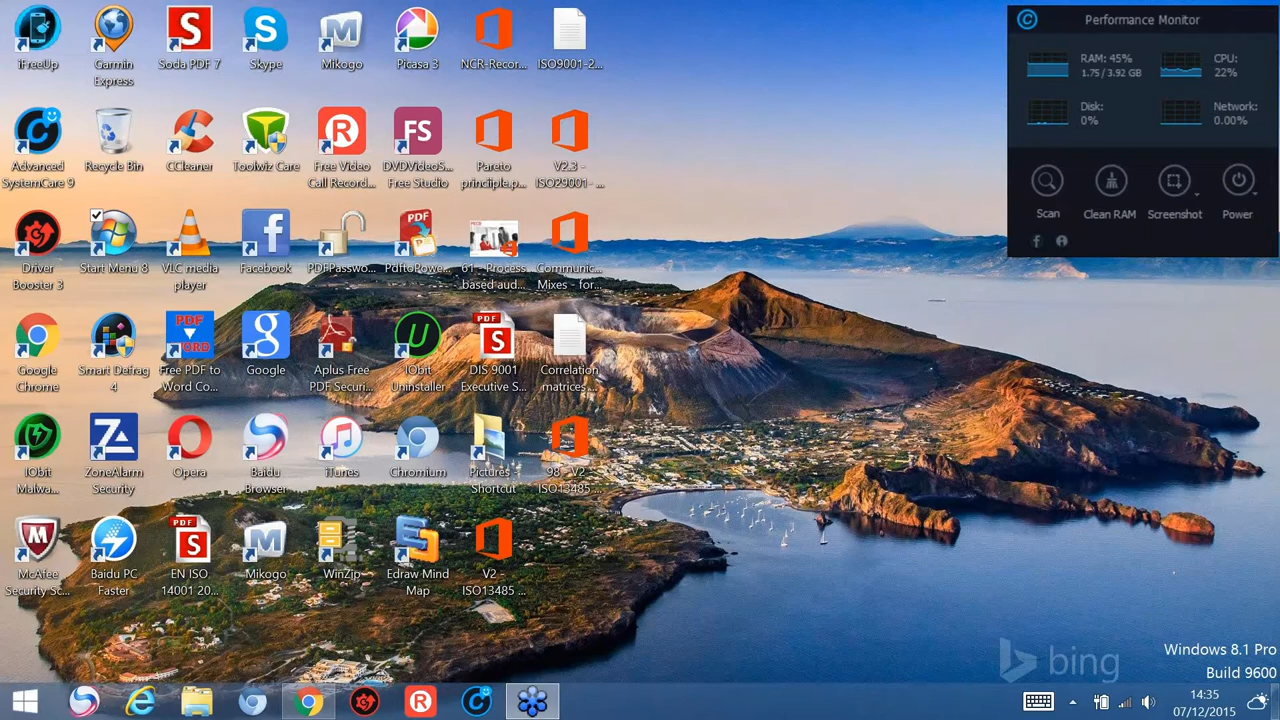 iFreeUp
Garmin
Express
Soda PDF 7
Skype
Mikogo
Picasa 3
NCR-Recor...
ISO9001-2...
Advanced
SystemCare 9
Recycle Bin
CCleaner
Toolwiz Care
Free Video
Call Record...
FS
DVDVideoS...
Free Studio
Pareto
principle.p...
V2.3 -
ISO29001- ...
Driver
Booster 3
Start Menu 8
VLC media
player
Facebook
PDFPasswo...
PDF
PdftoPowe...
61 - Process
based aud...
Communic...
Mixes - for...
Google
Chrome
Smart Defrag
4
PDF
WORD
Free PDF to
Word Co...
Google
Aplus Free
PDF Securi...
IObit
Uninstaller
PDF
DIS 9001
Executive S...
Correlation
matrices ...
IObit
Malwa...
ZoneAlarm
Security
Opera
Baidu
Browser
iTunes
Chromium
Pictures -
Shortcut
98 - V2 -
ISO13485 ...
McAfee
Security Sc...
Baidu PC
Faster
PDF
EN ISO
14001 20...
Mikogo
WinZip
Edraw Mind
Map
V2 -
ISO13485 ...
Performance Monitor
RAM: 45%
1.75 / 3.92 GB
CPU:
22%
Disk:
0%
Network:
0.00%
Scan
Clean RAM
Screenshot
Power
bing
Windows 8.1 Pro
Build 9600
14:35
07/12/2015